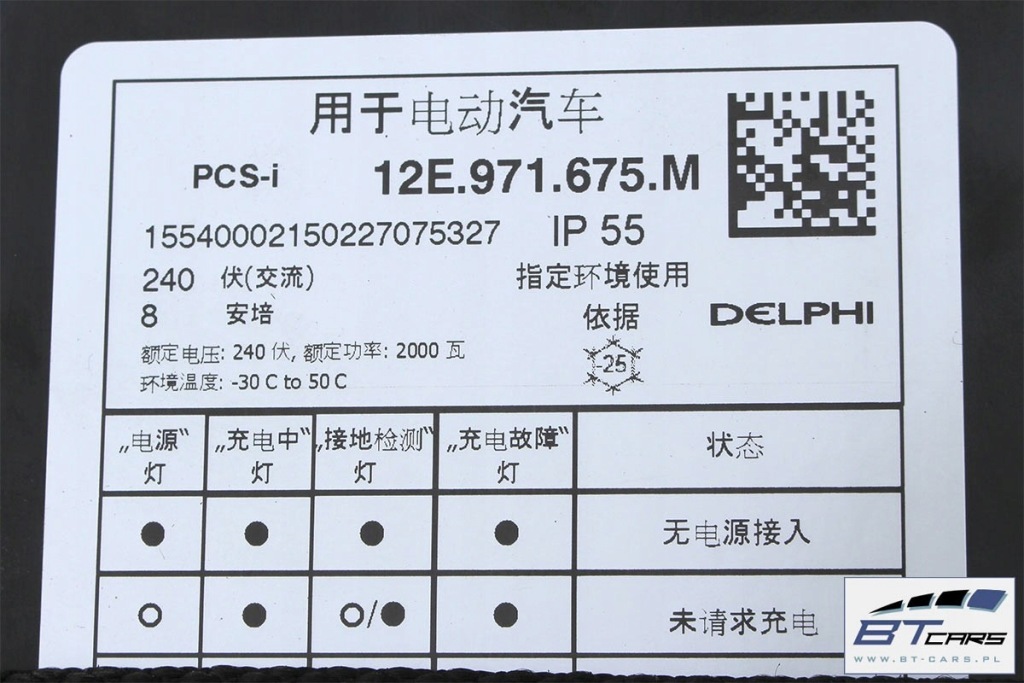 用于电动汽车
PCS-i 12E.971.675.M
15540002150227075327 IP 55
240 伏(交流) 指定环境使用
8 安培 依据 DELPHI
额定电压: 240 伏, 额定功率: 2000 瓦
-25
环境温度: -30 C to 50 C
„电源“灯 „充电中“灯 „接地检测“灯 „充电故障“灯 状态
● ● ● ● 无电源接入
○ ● ○/● ● 未请求充电
BT CARS
WWW.BT-CARS.PL